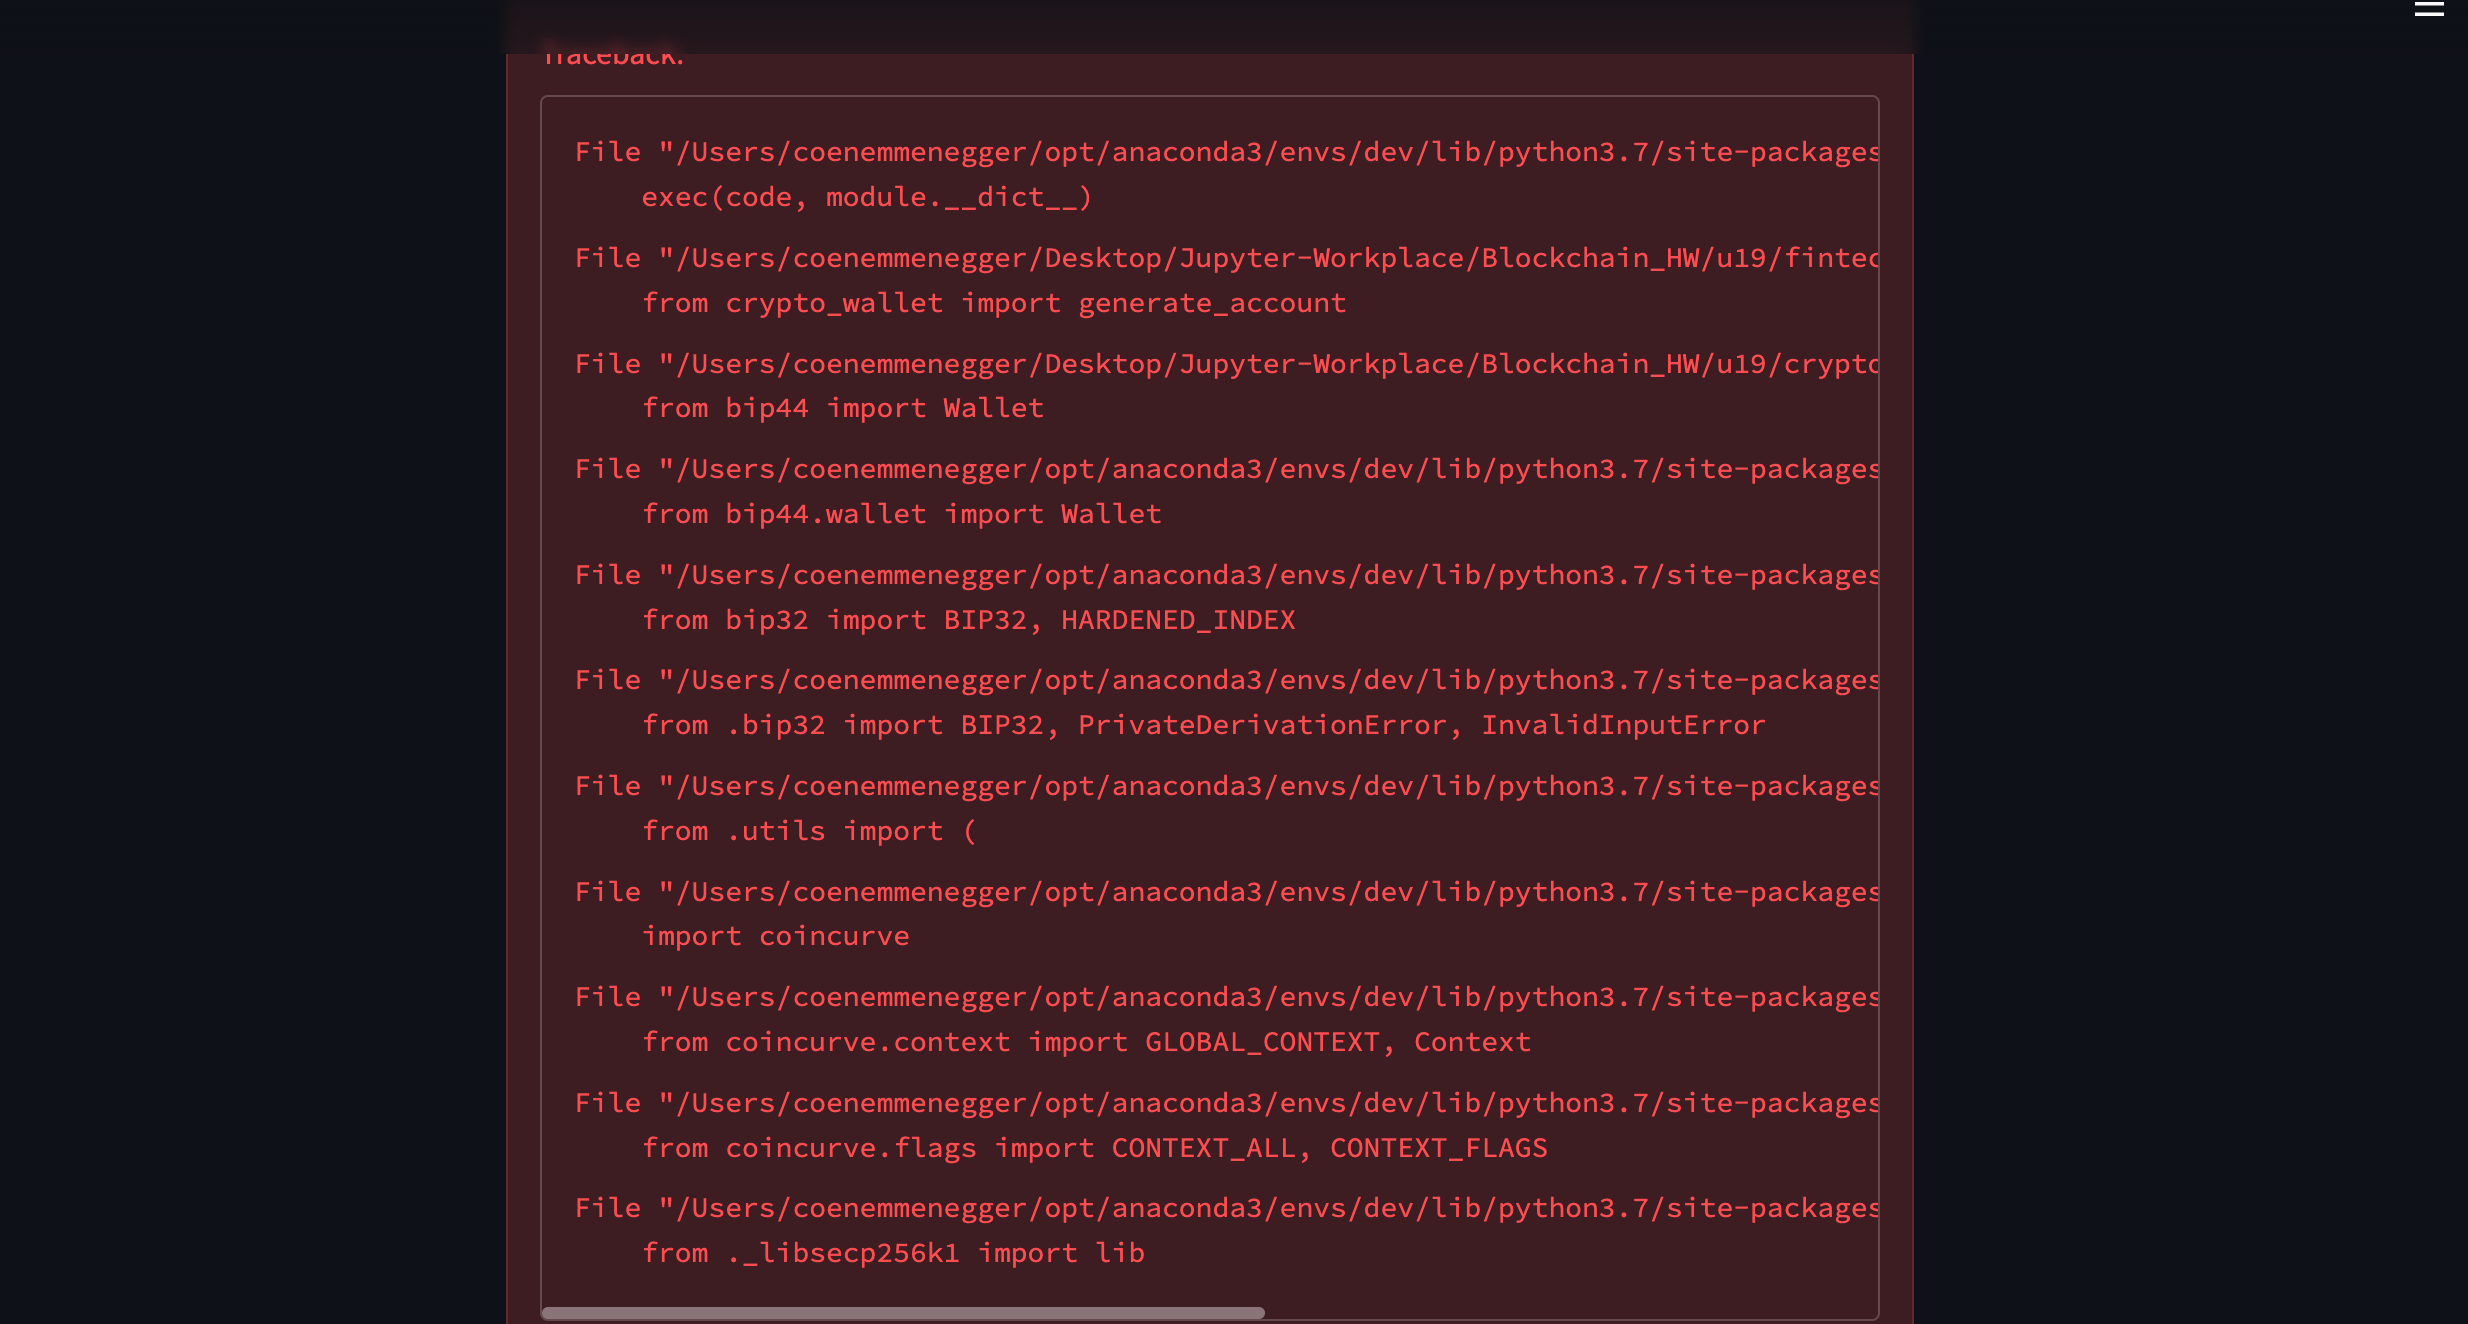 Traceback:
File "/Users/coenemmenegger/opt/anaconda3/envs/dev/lib/python3.7/site-packages
exec(code, module.__dict__)
File "/Users/coenemmenegger/Desktop/Jupyter-Workplace/Blockchain_HW/u19/fintec
from crypto_wallet import generate_account
File "/Users/coenemmenegger/Desktop/Jupyter-Workplace/Blockchain_HW/u19/crypto
from bip44 import Wallet
File "/Users/coenemmenegger/opt/anaconda3/envs/dev/lib/python3.7/site-packages
from bip44.wallet import Wallet
File "/Users/coenemmenegger/opt/anaconda3/envs/dev/lib/python3.7/site-packages
from bip32 import BIP32, HARDENED_INDEX
File "/Users/coenemmenegger/opt/anaconda3/envs/dev/lib/python3.7/site-packages
from .bip32 import BIP32, PrivateDerivationError, InvalidInputError
File "/Users/coenemmenegger/opt/anaconda3/envs/dev/lib/python3.7/site-packages
from .utils import (
File "/Users/coenemmenegger/opt/anaconda3/envs/dev/lib/python3.7/site-packages
import coincurve
File "/Users/coenemmenegger/opt/anaconda3/envs/dev/lib/python3.7/site-packages
from coincurve.context import GLOBAL_CONTEXT, Context
File "/Users/coenemmenegger/opt/anaconda3/envs/dev/lib/python3.7/site-packages
from coincurve.flags import CONTEXT_ALL, CONTEXT_FLAGS
File "/Users/coenemmenegger/opt/anaconda3/envs/dev/lib/python3.7/site-packages
from ._libsecp256k1 import lib